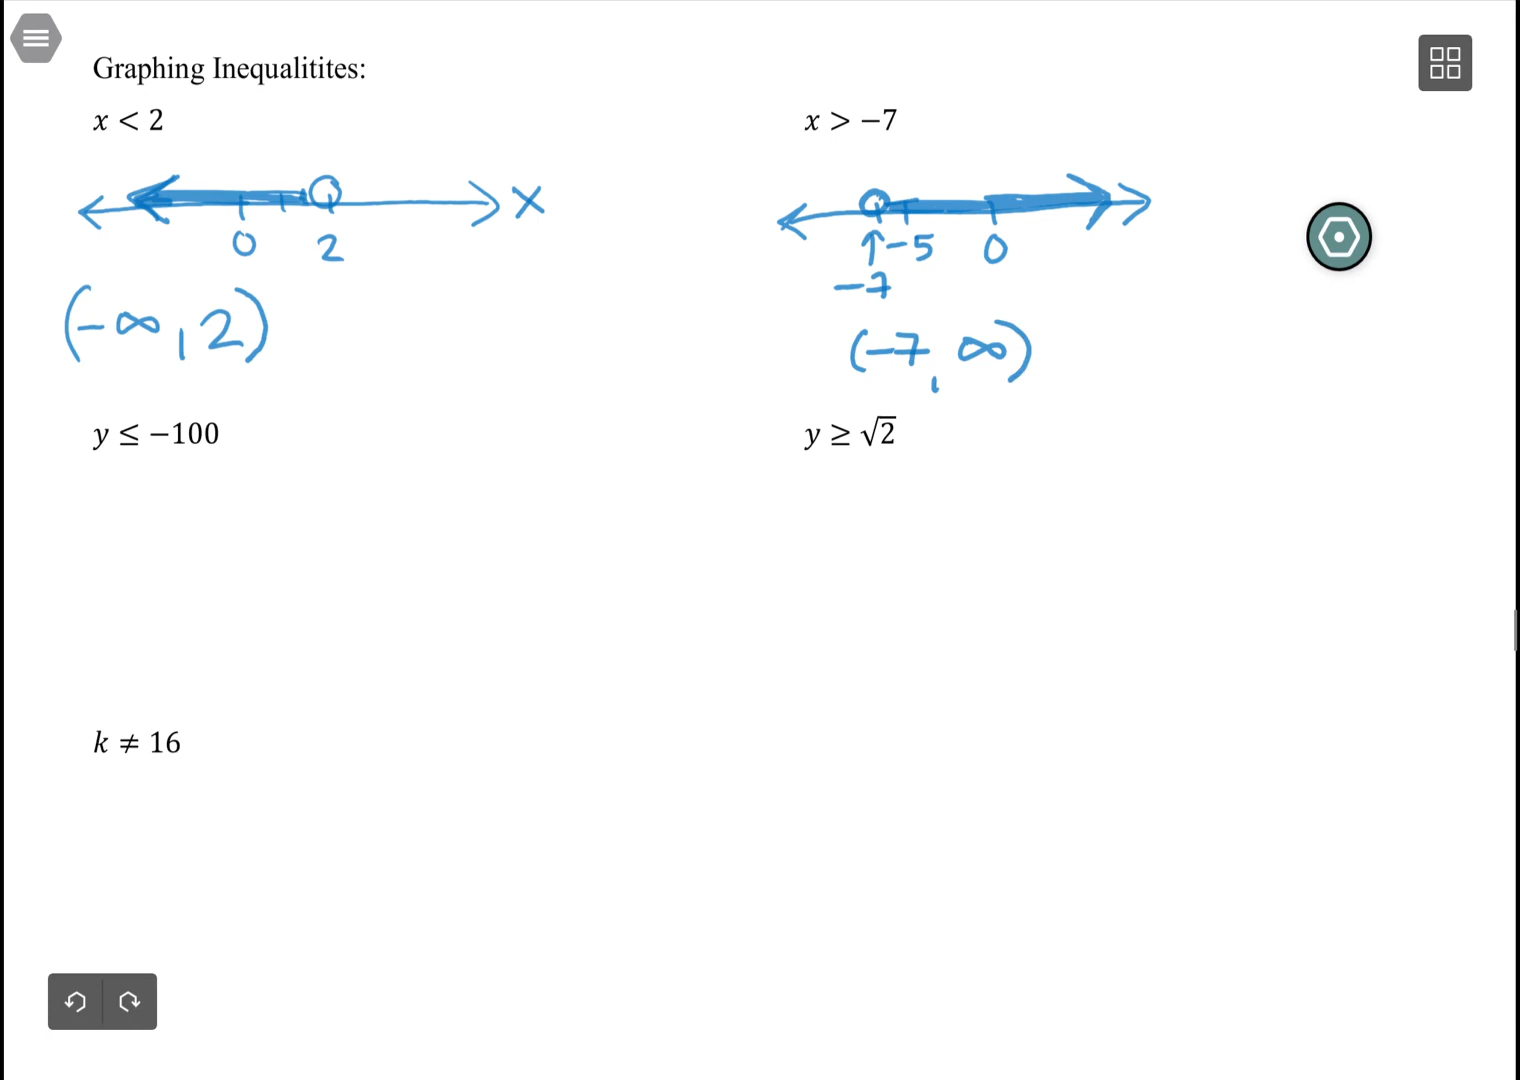 Graphing Inequalitites:
x < 2
x > −7
x
0 2
−5 0
−7
(−∞, 2)
(−7, ∞)
y ≤ −100
y ≥ √2
k ≠ 16